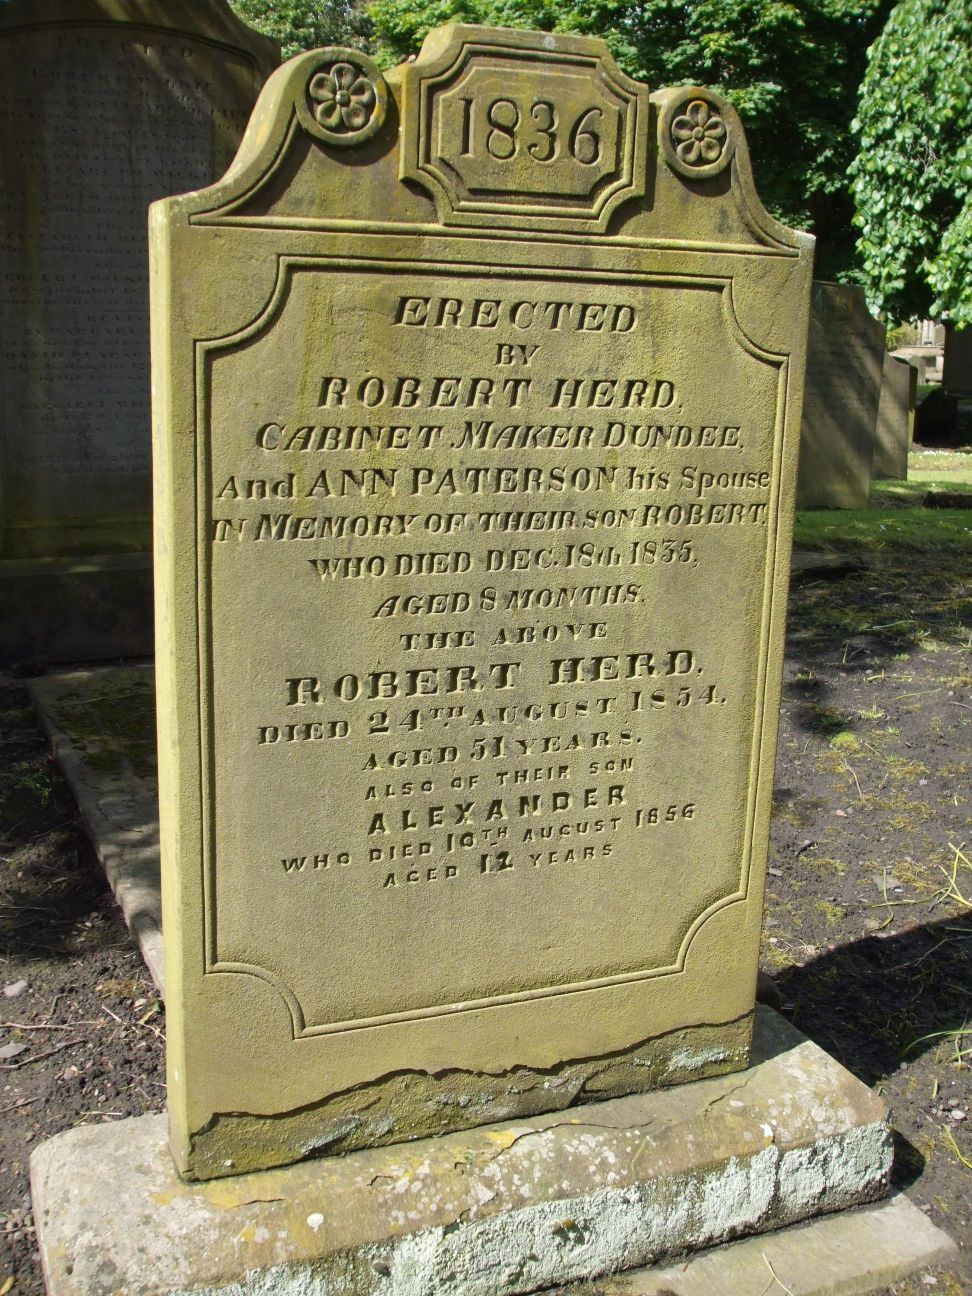 1836
ERECTED
BY
ROBERT HERD,
CABINET MAKER DUNDEE,
And ANN PATERSON his Spouse
IN MEMORY OF THEIR SON ROBERT,
WHO DIED DEC. 18th 1835,
AGED 8 MONTHS.
THE ABOVE
ROBERT HERD.
DIED 24TH AUGUST 1854,
AGED 51 YEARS.
ALSO OF THEIR SON
ALEXANDER
WHO DIED 10TH AUGUST 1856
AGED 12 YEARS
ERECTED